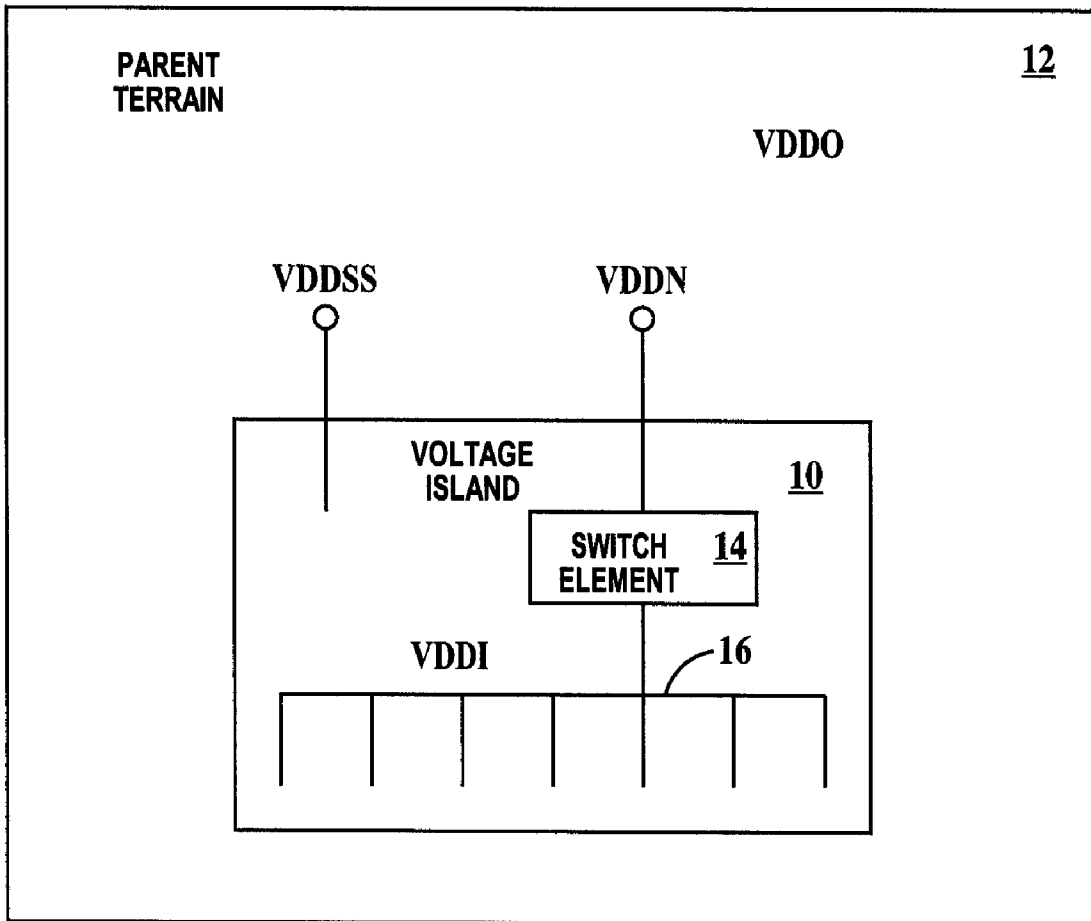 PARENT
TERRAIN
12
VDDO
VDDSS
VDDN
VOLTAGE
ISLAND
10
SWITCH
ELEMENT
14
VDDI
16